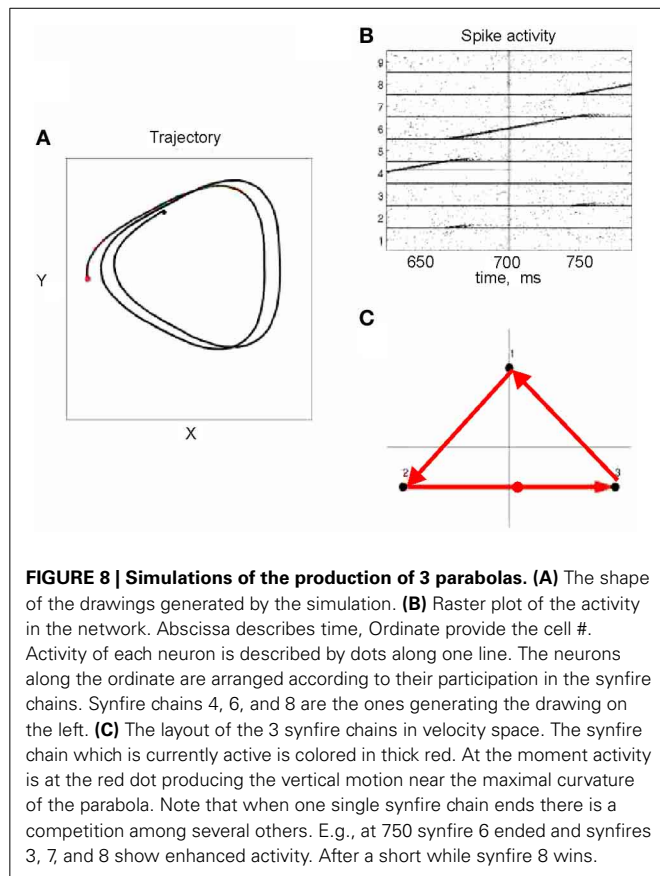 B
Spike activity
9
8
7
6
5
4
3
2
1
650 700 750
time, ms
A
Trajectory
Y
X
C
1
2
3
FIGURE 8 | Simulations of the production of 3 parabolas. (A) The shape
of the drawings generated by the simulation. (B) Raster plot of the activity
in the network. Abscissa describes time, Ordinate provide the cell #.
Activity of each neuron is described by dots along one line. The neurons
along the ordinate are arranged according to their participation in the synfire
chains. Synfire chains 4, 6, and 8 are the ones generating the drawing on
the left. (C) The layout of the 3 synfire chains in velocity space. The synfire
chain which is currently active is colored in thick red. At the moment activity
is at the red dot producing the vertical motion near the maximal curvature
of the parabola. Note that when one single synfire chain ends there is a
competition among several others. E.g., at 750 synfire 6 ended and synfires
3, 7, and 8 show enhanced activity. After a short while synfire 8 wins.